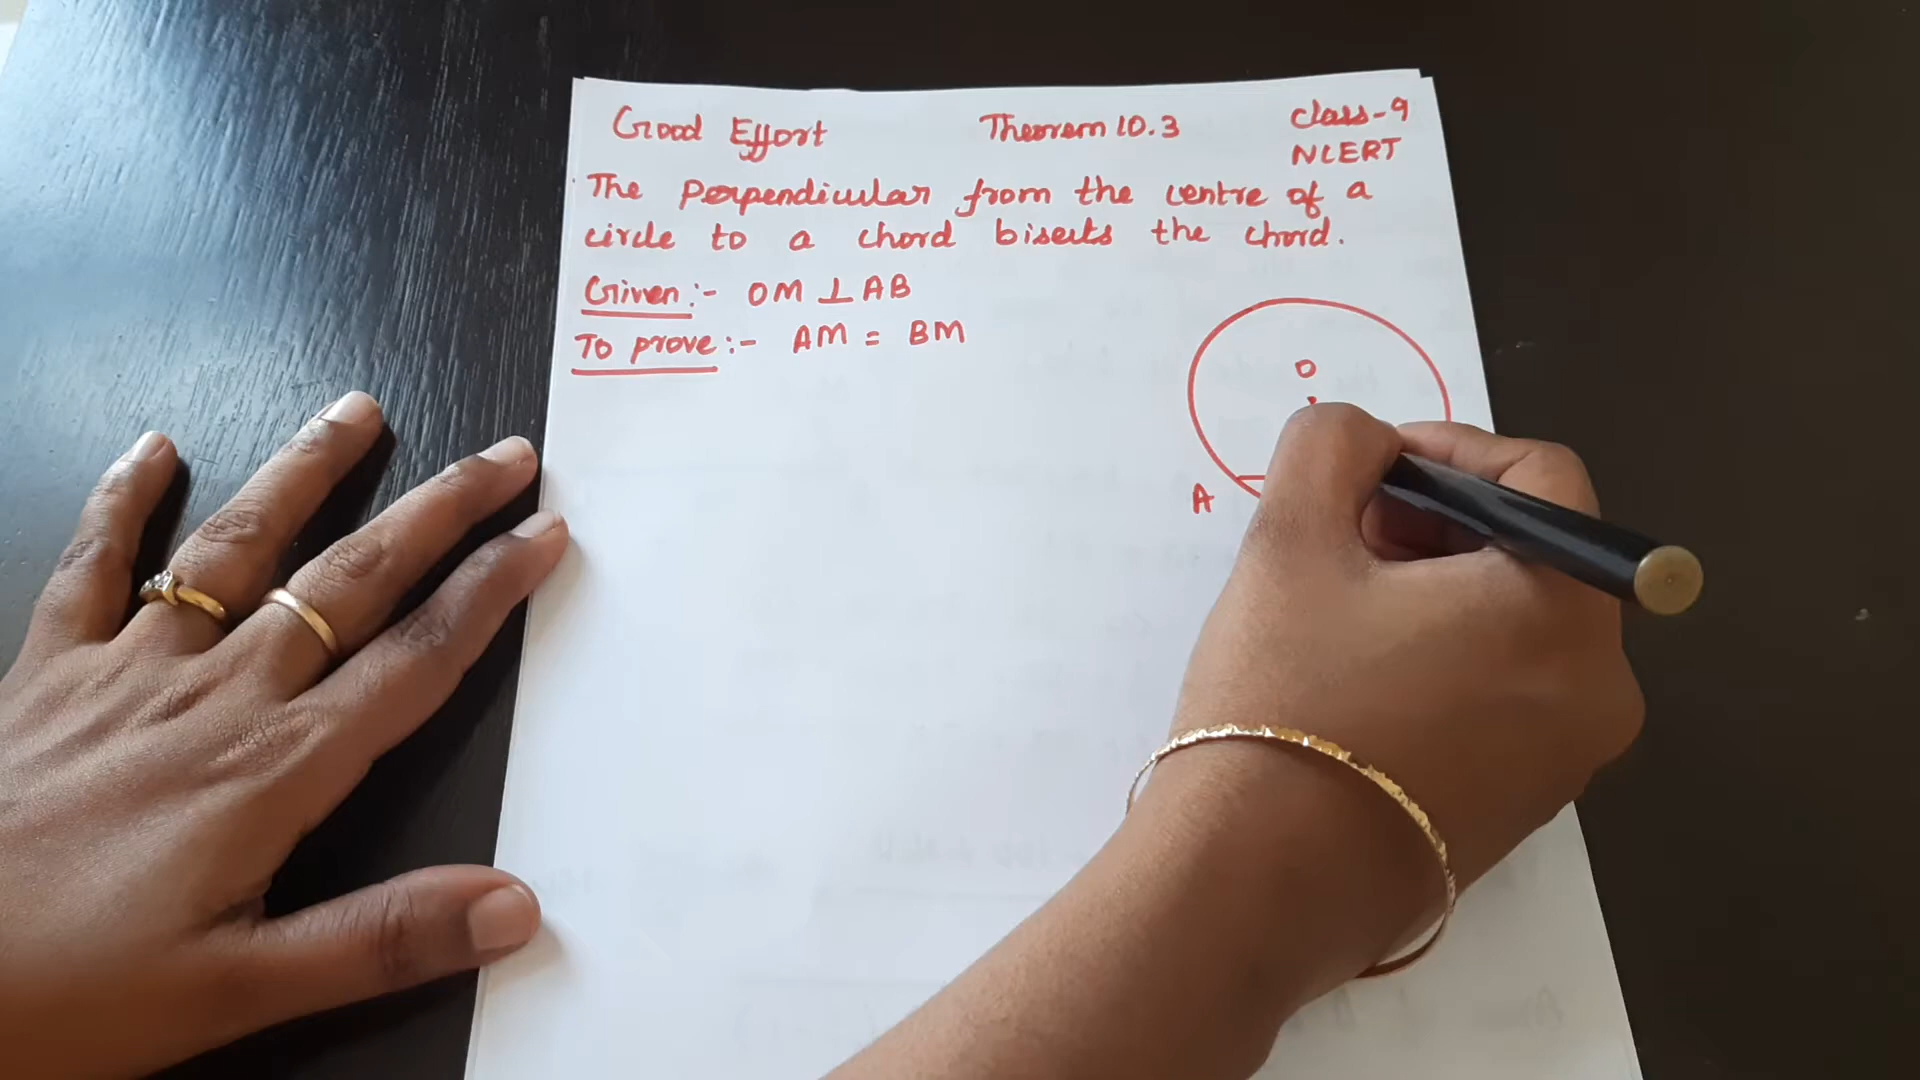 Good Effort Theorem 10.3 Class-9
NCERT
The Perpendicular from the centre of a
circle to a chord bisects the chord.
Given:- OM ⊥ AB
To prove:- AM = BM
O
A